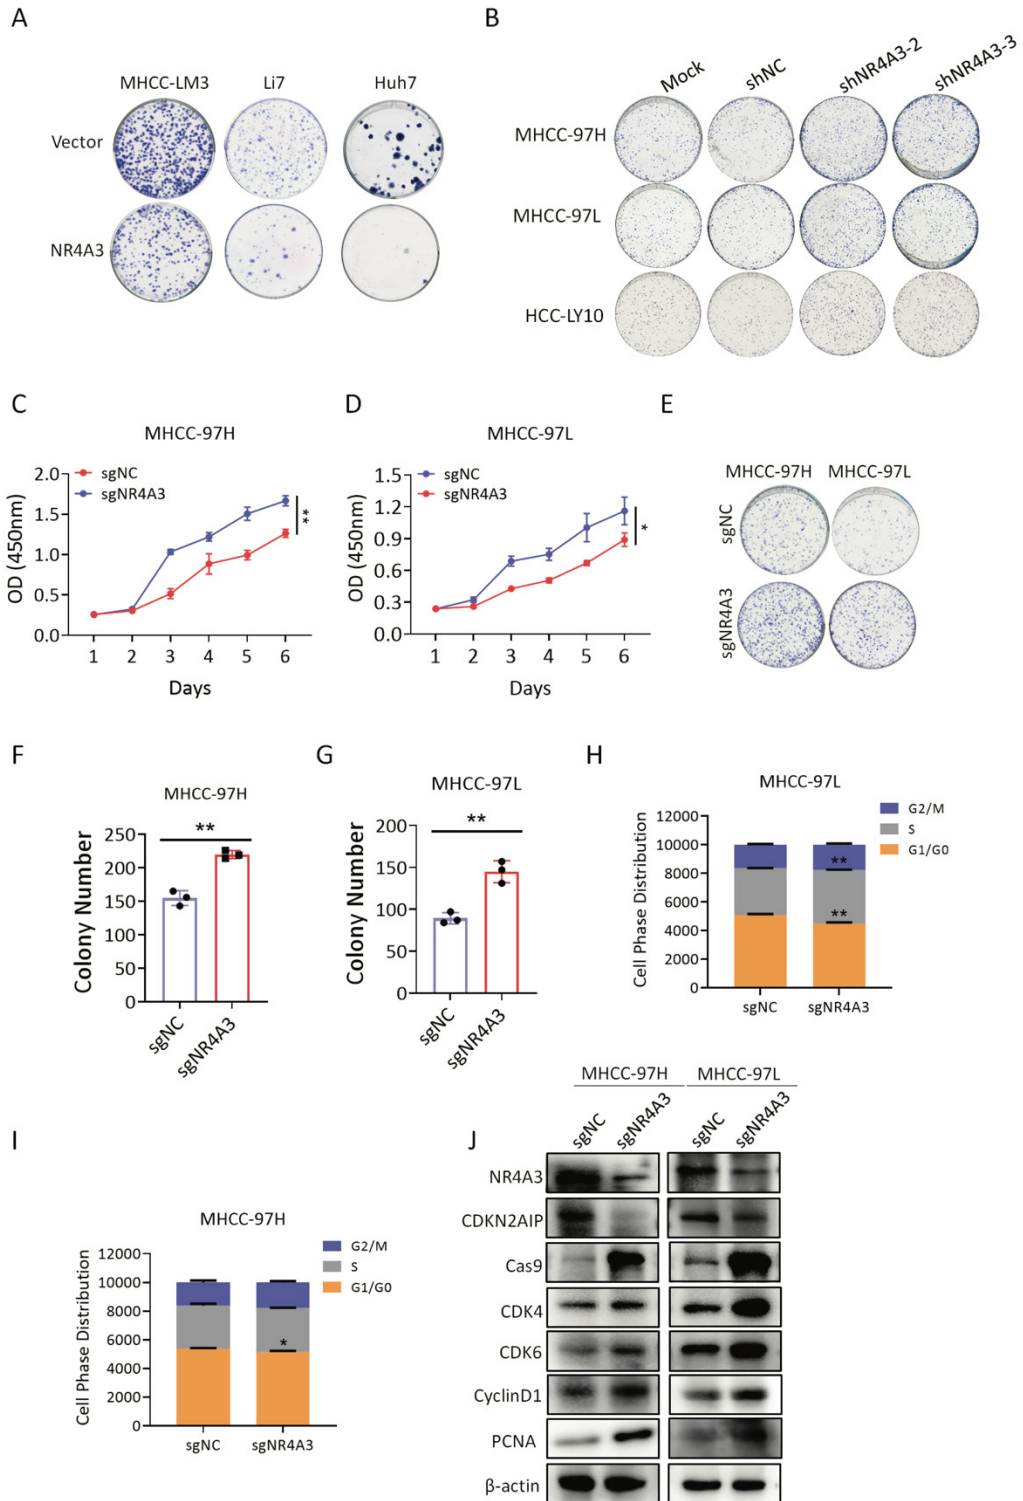 A
MHCC-LM3 Li7 Huh7
Vector
NR4A3
B
Mock shNC shNR4A3-2 shNR4A3-3
MHCC-97H
MHCC-97L
HCC-LY10
C
MHCC-97H
sgNC
sgNR4A3
OD (450nm)
2.0
1.5
1.0
0.5
0.0
**
1 2 3 4 5 6
Days
D
MHCC-97L
sgNC
sgNR4A3
OD (450nm)
1.5
1.2
0.9
0.6
0.3
0.0
*
1 2 3 4 5 6
Days
E
MHCC-97H MHCC-97L
sgNC
sgNR4A3
F
MHCC-97H
**
Colony Number
250
200
150
100
50
0
sgNC sgNR4A3
G
MHCC-97L
**
Colony Number
200
150
100
50
0
sgNC sgNR4A3
H
MHCC-97L
G2/M
S
G1/G0
Cell Phase Distribution
12000
10000
8000
6000
4000
2000
0
**
**
sgNC sgNR4A3
I
MHCC-97H
G2/M
S
G1/G0
Cell Phase Distribution
12000
10000
8000
6000
4000
2000
0
*
sgNC sgNR4A3
J
MHCC-97H MHCC-97L
sgNC sgNR4A3 sgNC sgNR4A3
NR4A3
CDKN2AIP
Cas9
CDK4
CDK6
CyclinD1
PCNA
β-actin